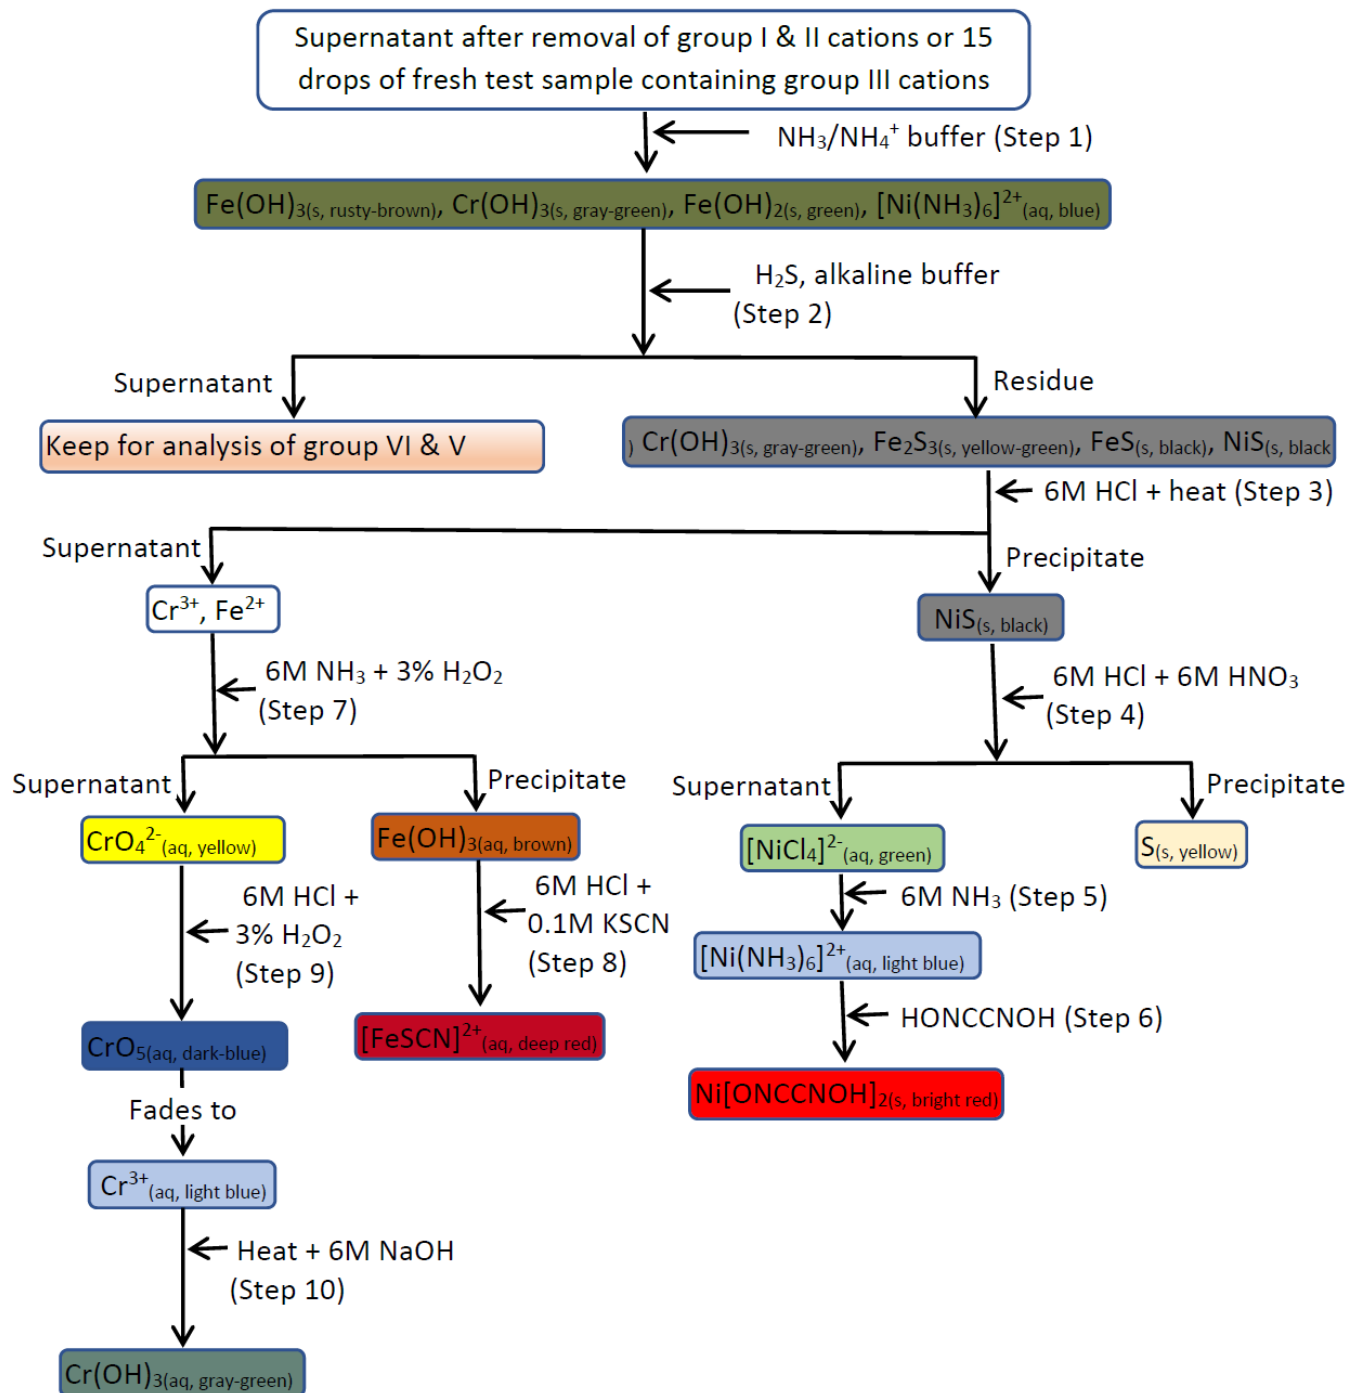 Supernatant after removal of group I & II cations or 15
drops of fresh test sample containing group III cations
NH₃/NH₄⁺ buffer (Step 1)
Fe(OH)₃(s, rusty-brown), Cr(OH)₃(s, gray-green), Fe(OH)₂(s, green), [Ni(NH₃)₆]²⁺(aq, blue)
H₂S, alkaline buffer
(Step 2)
Supernatant
Residue
Keep for analysis of group VI & V
) Cr(OH)₃(s, gray-green), Fe₂S₃(s, yellow-green), FeS(s, black), NiS(s, black
6M HCl + heat (Step 3)
Supernatant
Precipitate
Cr³⁺, Fe²⁺
NiS(s, black)
6M NH₃ + 3% H₂O₂
(Step 7)
6M HCl + 6M HNO₃
(Step 4)
Supernatant
Precipitate
Supernatant
Precipitate
CrO₄²⁻(aq, yellow)
Fe(OH)₃(aq, brown)
[NiCl₄]²⁻(aq, green)
S(s, yellow)
6M HCl +
3% H₂O₂
(Step 9)
6M HCl +
0.1M KSCN
(Step 8)
6M NH₃ (Step 5)
[Ni(NH₃)₆]²⁺(aq, light blue)
HONCCNOH (Step 6)
CrO₅(aq, dark-blue)
[FeSCN]²⁺(aq, deep red)
Ni[ONCCNOH]₂(s, bright red)
Fades to
Cr³⁺(aq, light blue)
Heat + 6M NaOH
(Step 10)
Cr(OH)₃(aq, gray-green)